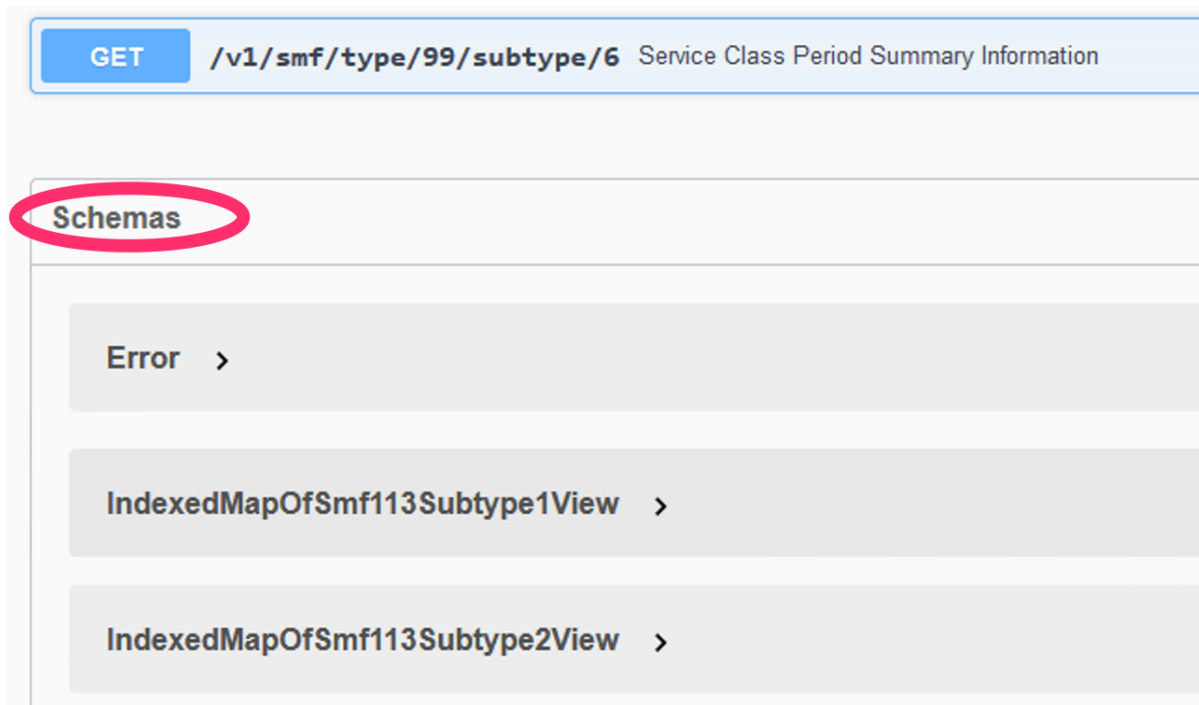 GET /v1/smf/type/99/subtype/6 Service Class Period Summary Information
Schemas
Error
IndexedMapOfSmf113Subtype1View
IndexedMapOfSmf113Subtype2View